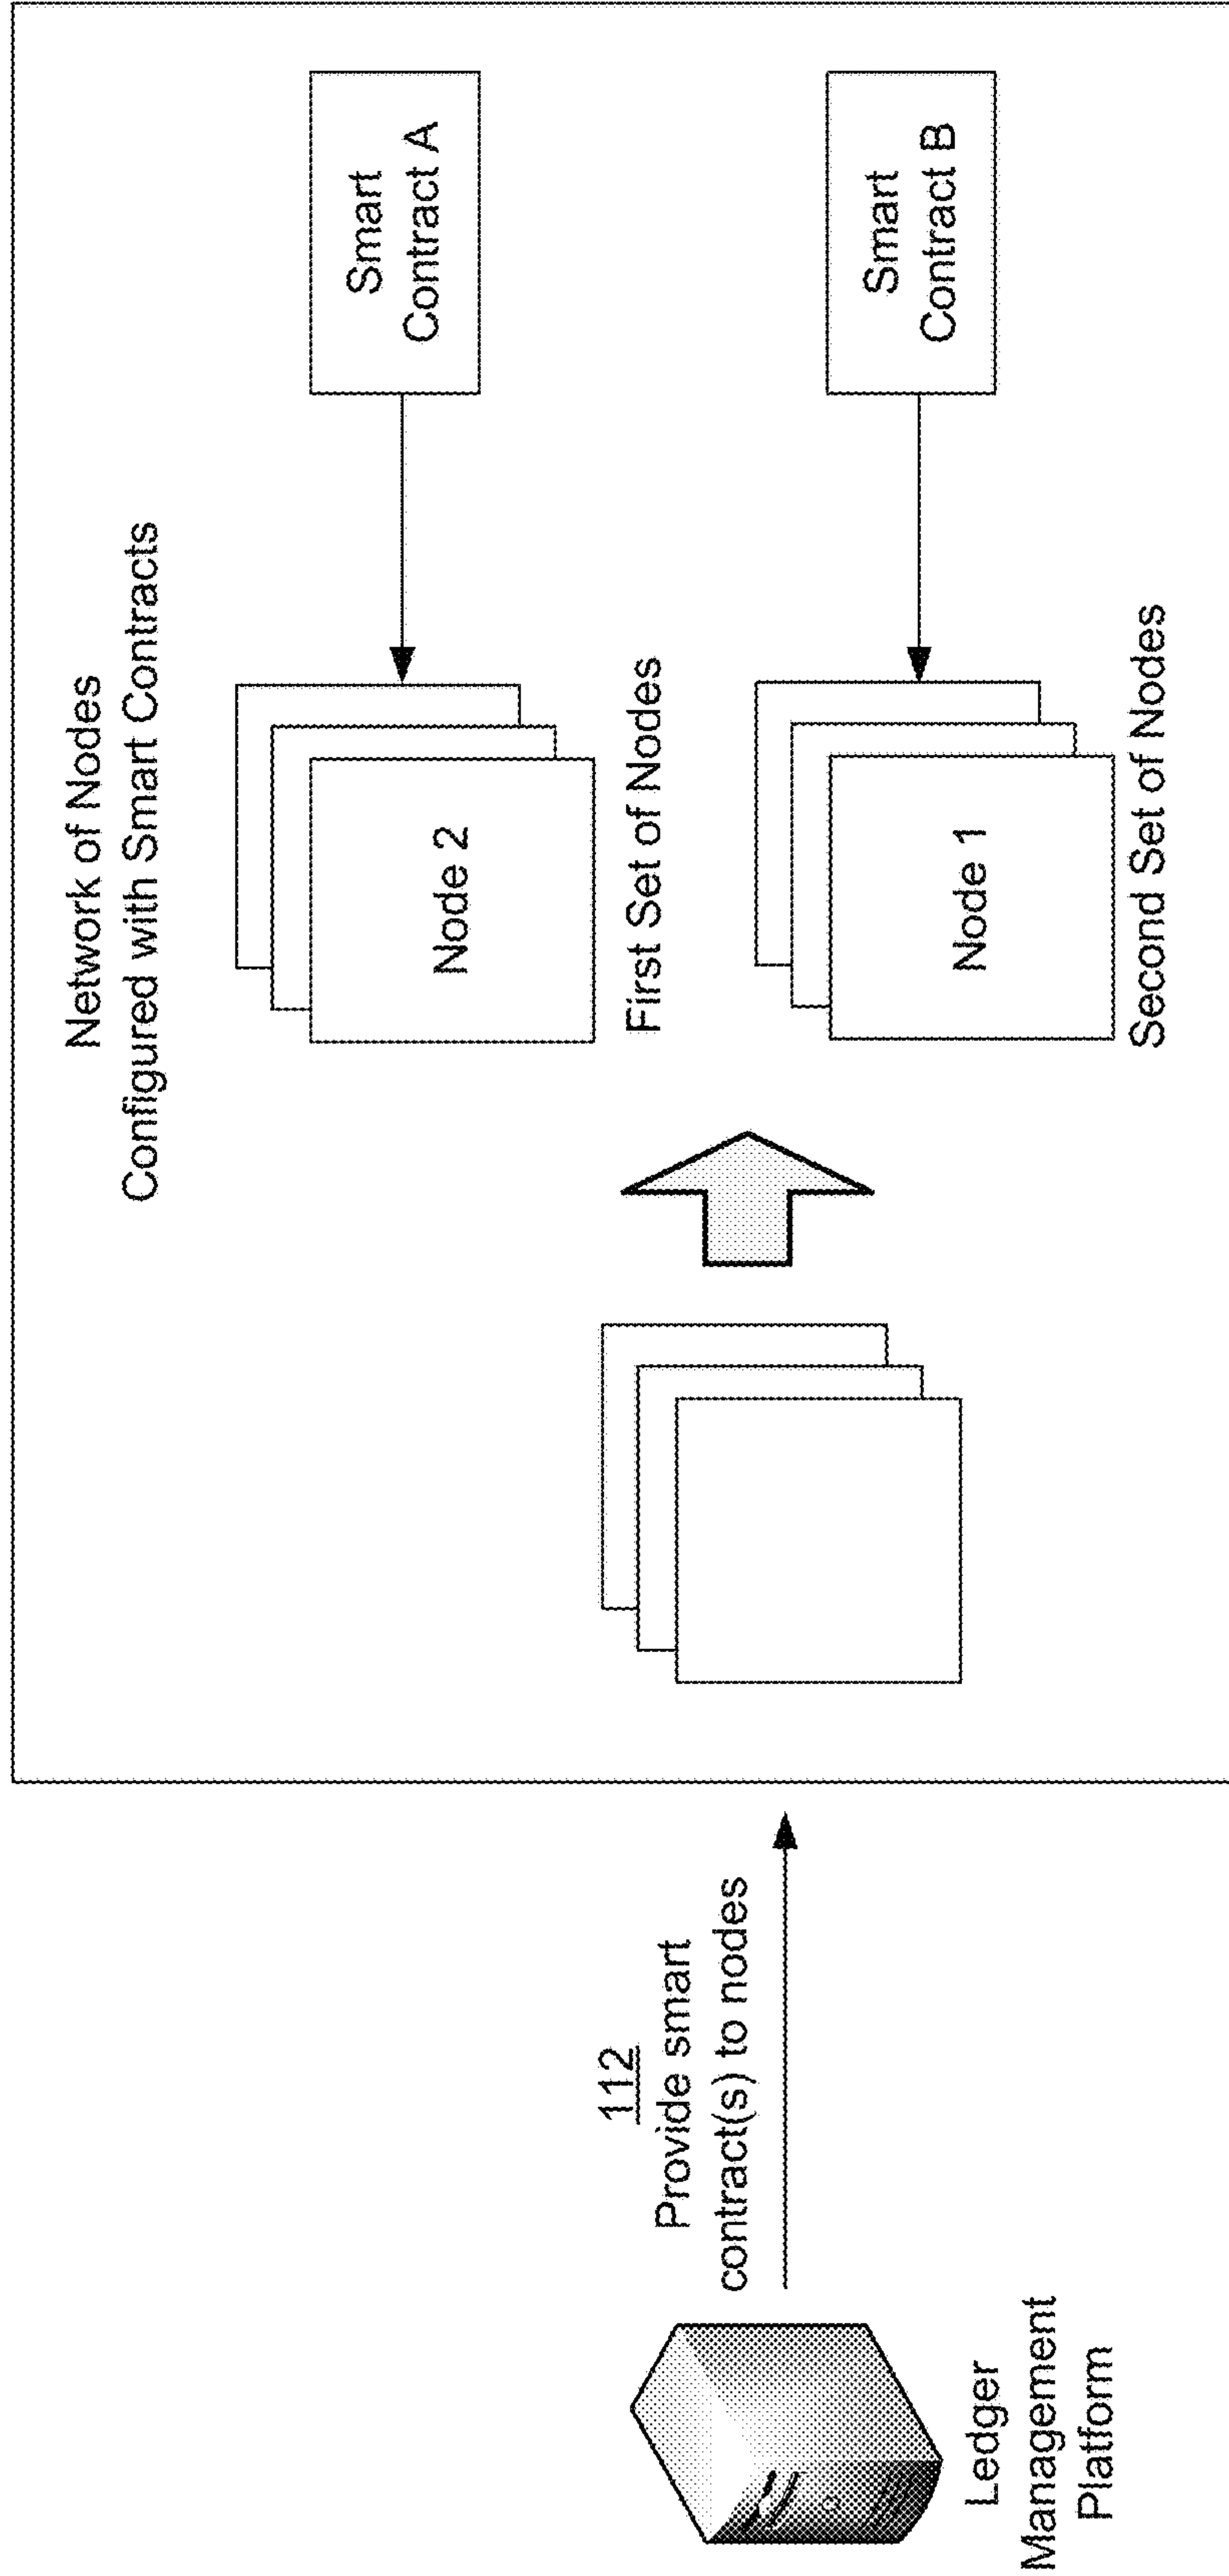 112
Provide smart
contract(s) to nodes
Ledger
Management
Platform
Network of Nodes
Configured with Smart Contracts
Node 2
First Set of Nodes
Smart
Contract A
Node 1
Second Set of Nodes
Smart
Contract B